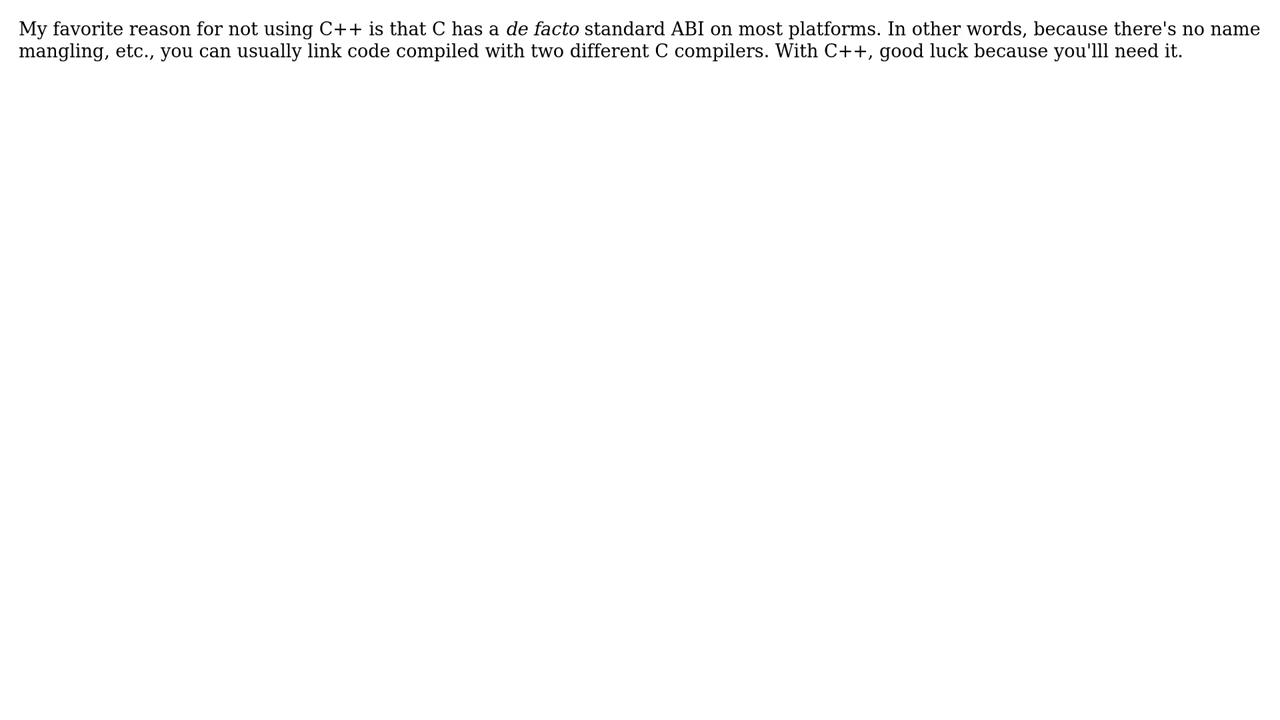 My favorite reason for not using C++ is that C has a de facto standard ABI on most platforms. In other words, because there's no name
mangling, etc., you can usually link code compiled with two different C compilers. With C++, good luck because you'lll need it.